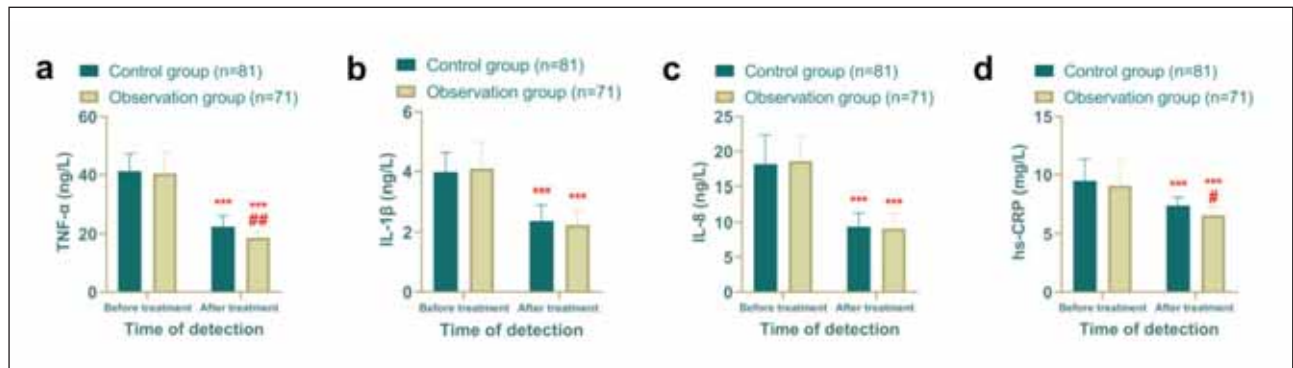 a
Control group (n=81)
Observation group (n=71)
60
40
20
0
TNF-α (ng/L)
***
***
##
Before treatment
After treatment
Time of detection
b
Control group (n=81)
Observation group (n=71)
6
4
2
0
IL-1β (ng/L)
***
***
Before treatment
After treatment
Time of detection
c
Control group (n=81)
Observation group (n=71)
25
20
15
10
5
0
IL-8 (ng/L)
***
***
Before treatment
After treatment
Time of detection
d
Control group (n=81)
Observation group (n=71)
15
10
5
0
hs-CRP (mg/L)
***
***
#
Before treatment
After treatment
Time of detection